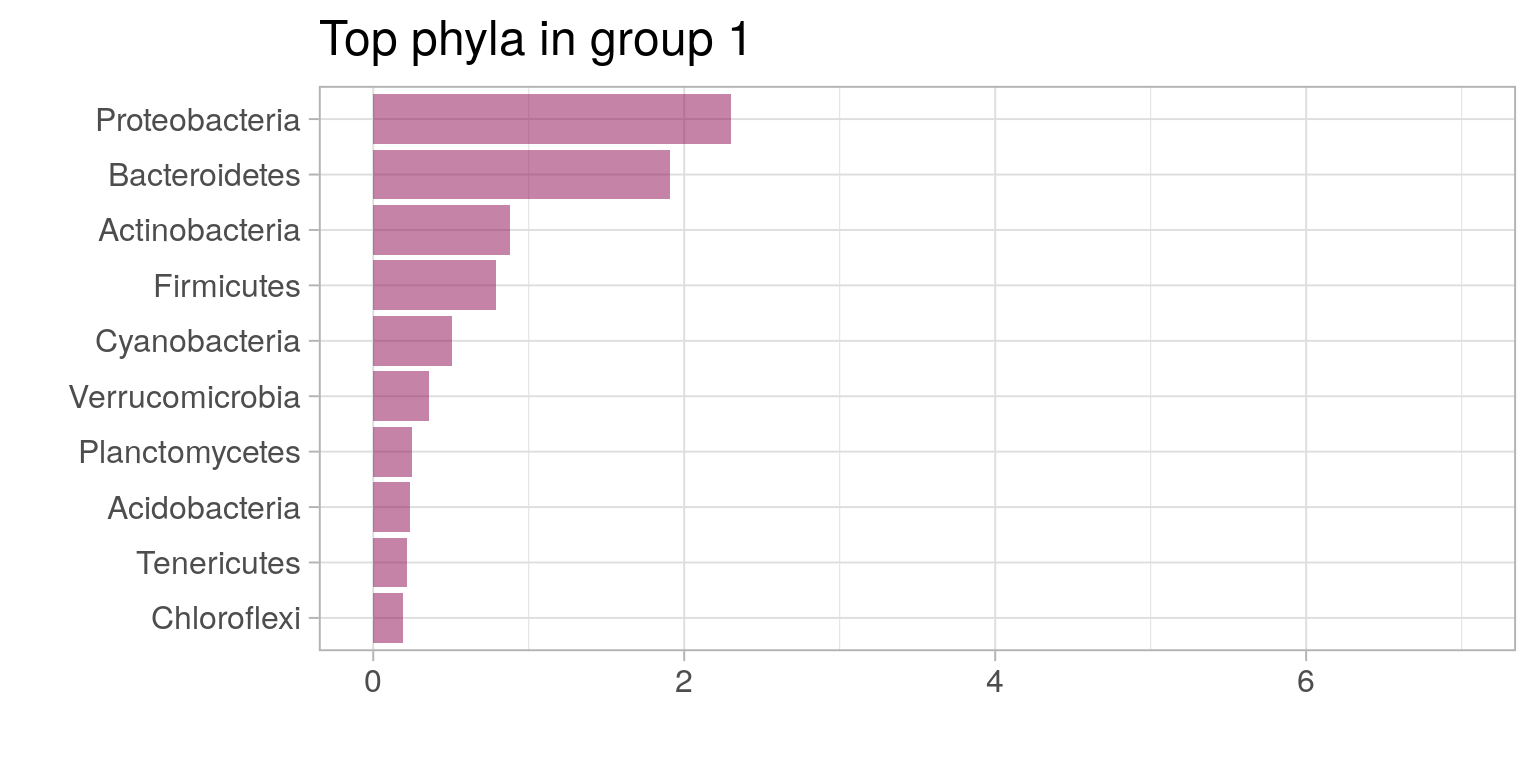 Top phyla in group 1
Proteobacteria
Bacteroidetes
Actinobacteria
Firmicutes
Cyanobacteria
Verrucomicrobia
Planctomycetes
Acidobacteria
Tenericutes
Chloroflexi
0 2 4 6